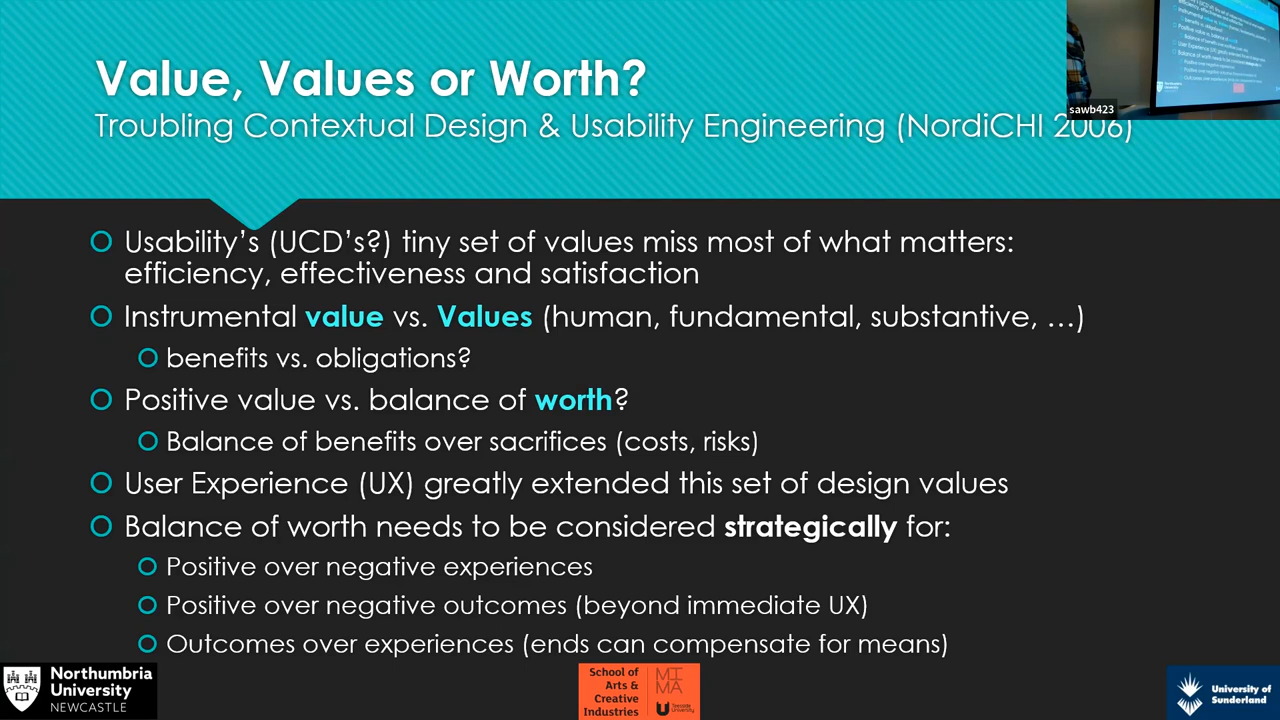 Value, Values or Worth?
Troubling Contextual Design & Usability Engineering (NordiCHI 2006)
sawb423
Usability's (UCD's?) tiny set of values miss most of what matters:
efficiency, effectiveness and satisfaction
Instrumental value vs. Values (human, fundamental, substantive, …)
benefits vs. obligations?
Positive value vs. balance of worth?
Balance of benefits over sacrifices (costs, risks)
User Experience (UX) greatly extended this set of design values
Balance of worth needs to be considered strategically for:
Positive over negative experiences
Positive over negative outcomes (beyond immediate UX)
Outcomes over experiences (ends can compensate for means)
Northumbria
University
NEWCASTLE
School of
Arts &
Creative
Industries
MI
MA
Teesside
University
University of
Sunderland